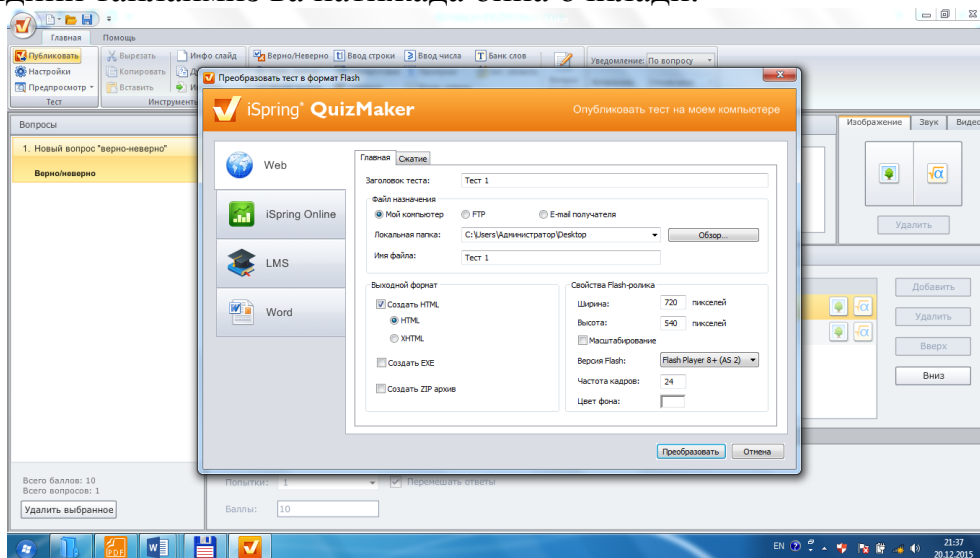 Главная Помощь
Публиковать
Настройки
Предпросмотр
Тест
Вырезать
Копировать
Вставить
Инструменты
Инфо слайд
Верно/Неверно
Ввод строки
Ввод числа
Банк слов
Уведомление: По вопросу
Преобразовать тест в формат Flash
iSpring QuizMaker
Опубликовать тест на моем компьютере
Вопросы
1. Новый вопрос "верно-неверно"
Верно/неверно
Всего баллов: 10
Всего вопросов: 1
Удалить выбранное
Web
iSpring Online
LMS
Word
Главная Сжатие
Заголовок теста: Тест 1
Файл назначения
Мой компьютер FTP E-mail получателя
Локальная папка: C:\Users\Администратор\Desktop Обзор...
Имя файла: Тест 1
Выходной формат
Создать HTML
HTML
XHTML
Создать EXE
Создать ZIP архив
Свойства Flash-ролика
Ширина: 720 пикселей
Высота: 540 пикселей
Масштабирование
Версия Flash: Flash Player 8+ (AS 2)
Частота кадров: 24
Цвет фона:
Преобразовать Отмена
Изображение Звук Видео
Удалить
Добавить
Удалить
Вверх
Вниз
Попытки: 1 Перемешать ответы
Баллы: 10
PDF
EN 21:37
20.12.2015